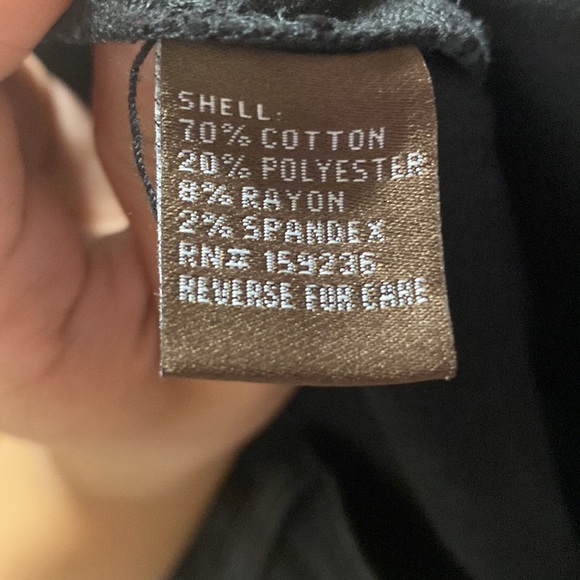 SHELL:
70% COTTON
20% POLYESTER
8% RAYON
2% SPANDEX
RN# 159236
REVERSE FOR CARE